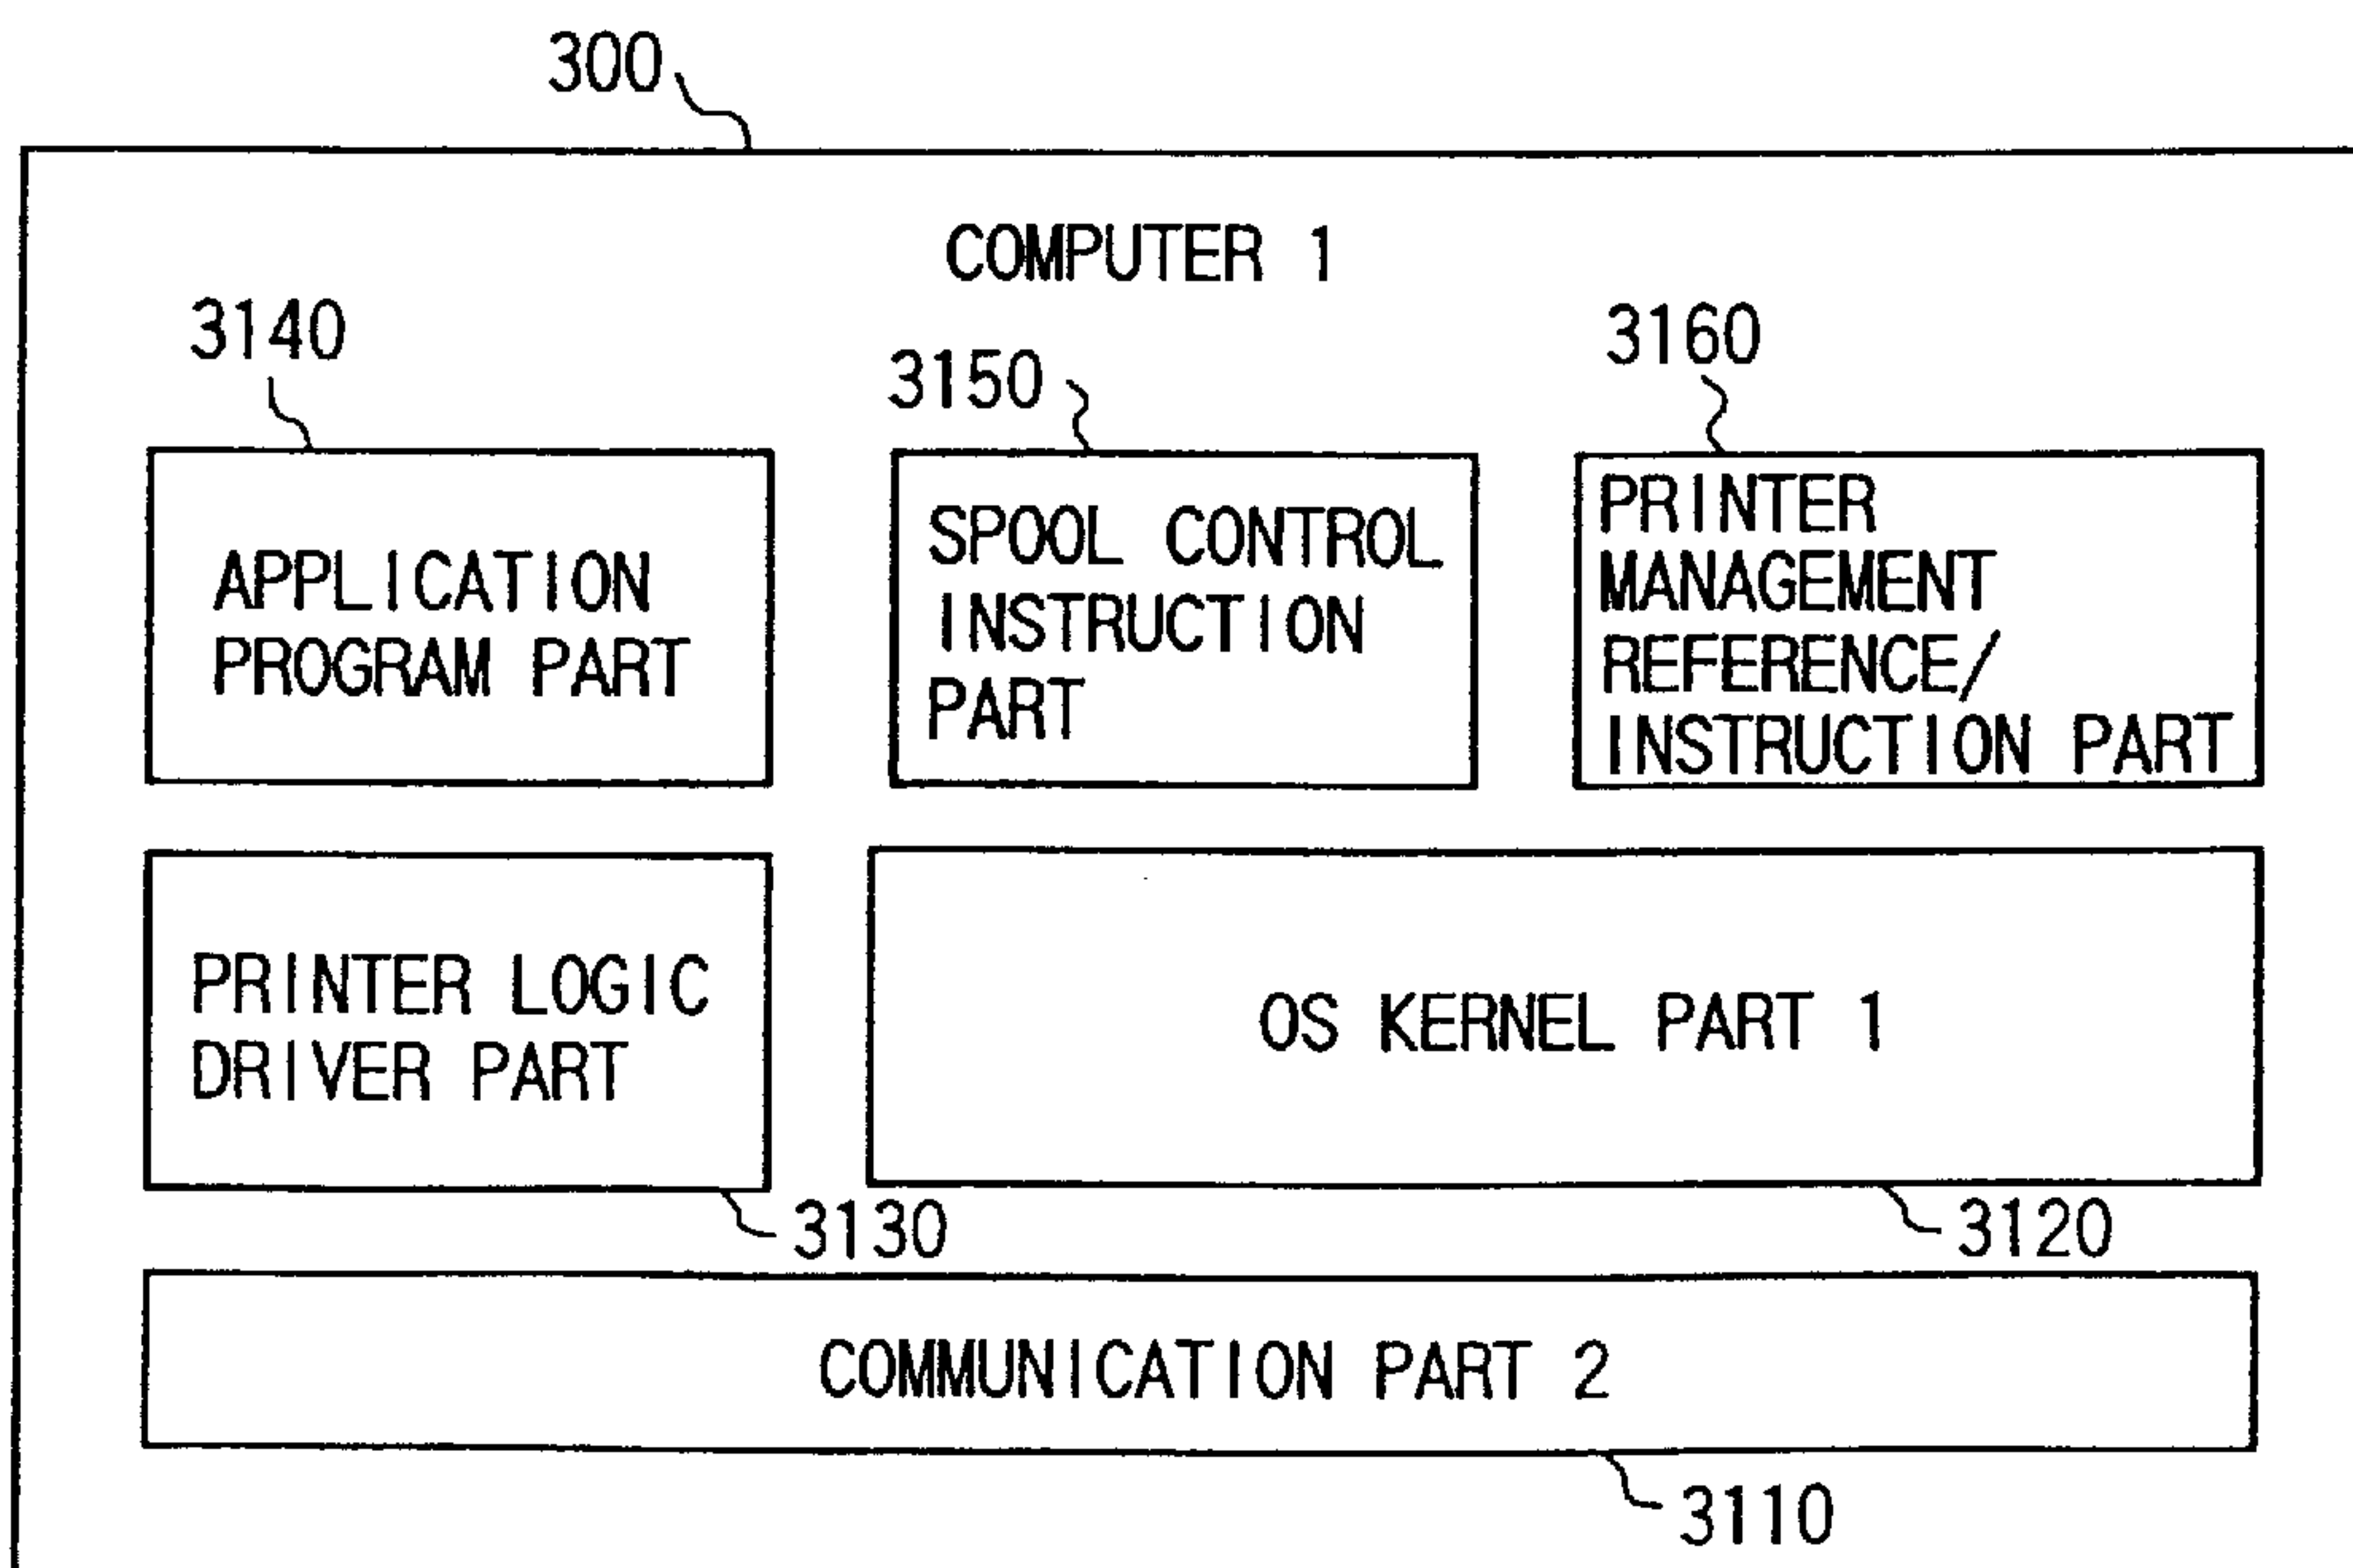 300
COMPUTER 1
3140
3150
3160
APPLICATION
PROGRAM PART
SPOOL CONTROL
INSTRUCTION
PART
PRINTER
MANAGEMENT
REFERENCE/
INSTRUCTION PART
PRINTER LOGIC
DRIVER PART
OS KERNEL PART 1
3130
3120
COMMUNICATION PART 2
3110